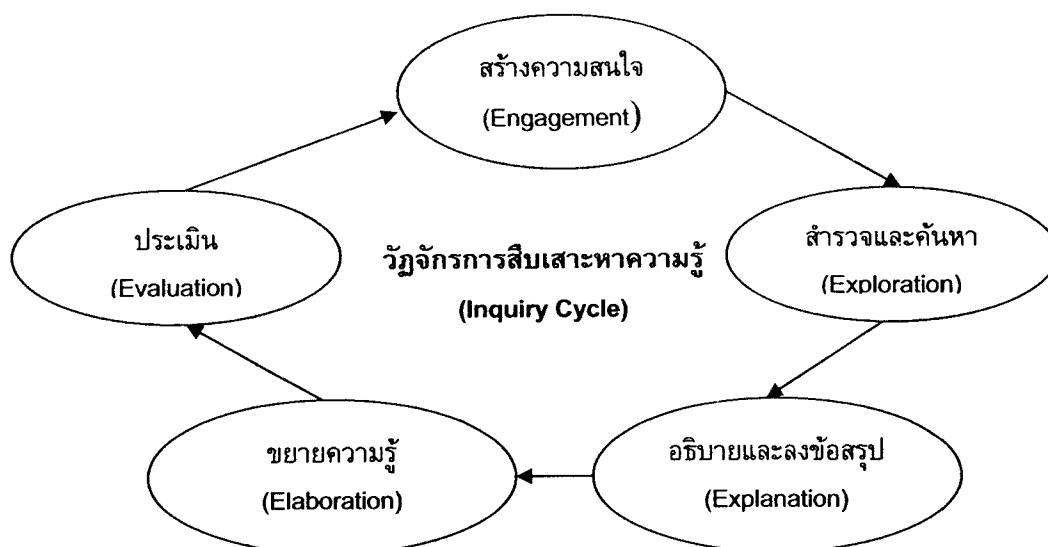 สร้างความสนใจ
(Engagement)
สำรวจและค้นหา
(Exploration)
อธิบายและลงข้อสรุป
(Explanation)
ขยายความรู้
(Elaboration)
ประเมิน
(Evaluation)
วัฏจักรการสืบเสาะหาความรู้
(Inquiry Cycle)